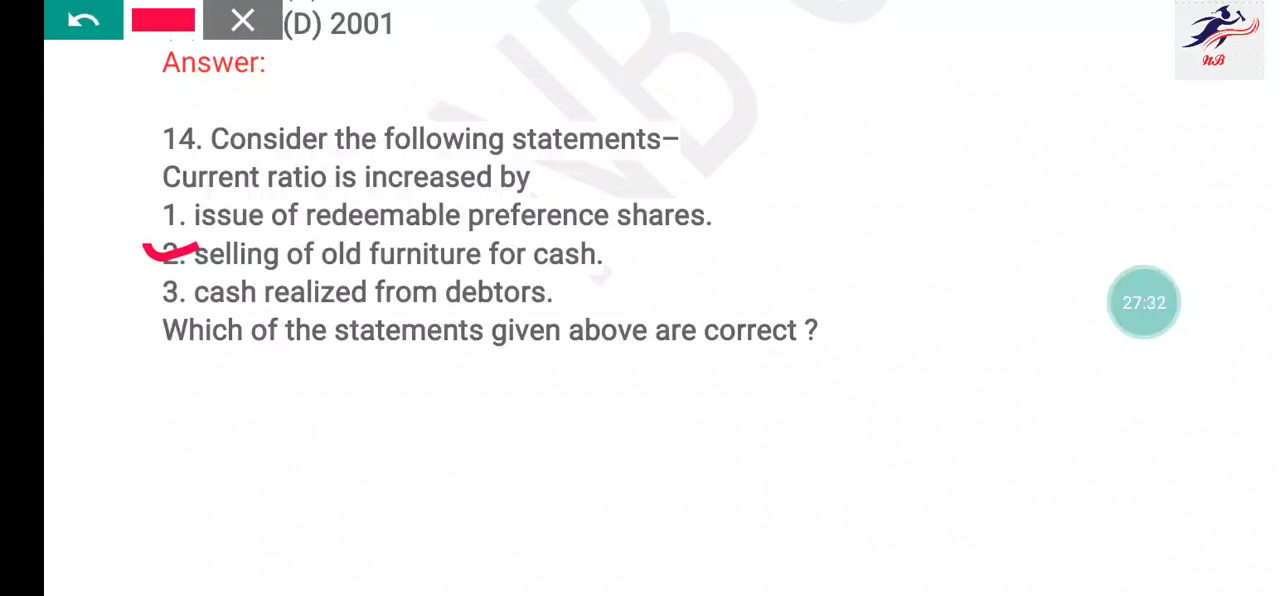 (D) 2001
Answer:
14. Consider the following statements–
Current ratio is increased by
1. issue of redeemable preference shares.
2. selling of old furniture for cash.
3. cash realized from debtors.
Which of the statements given above are correct ?
27:32
NB
NB